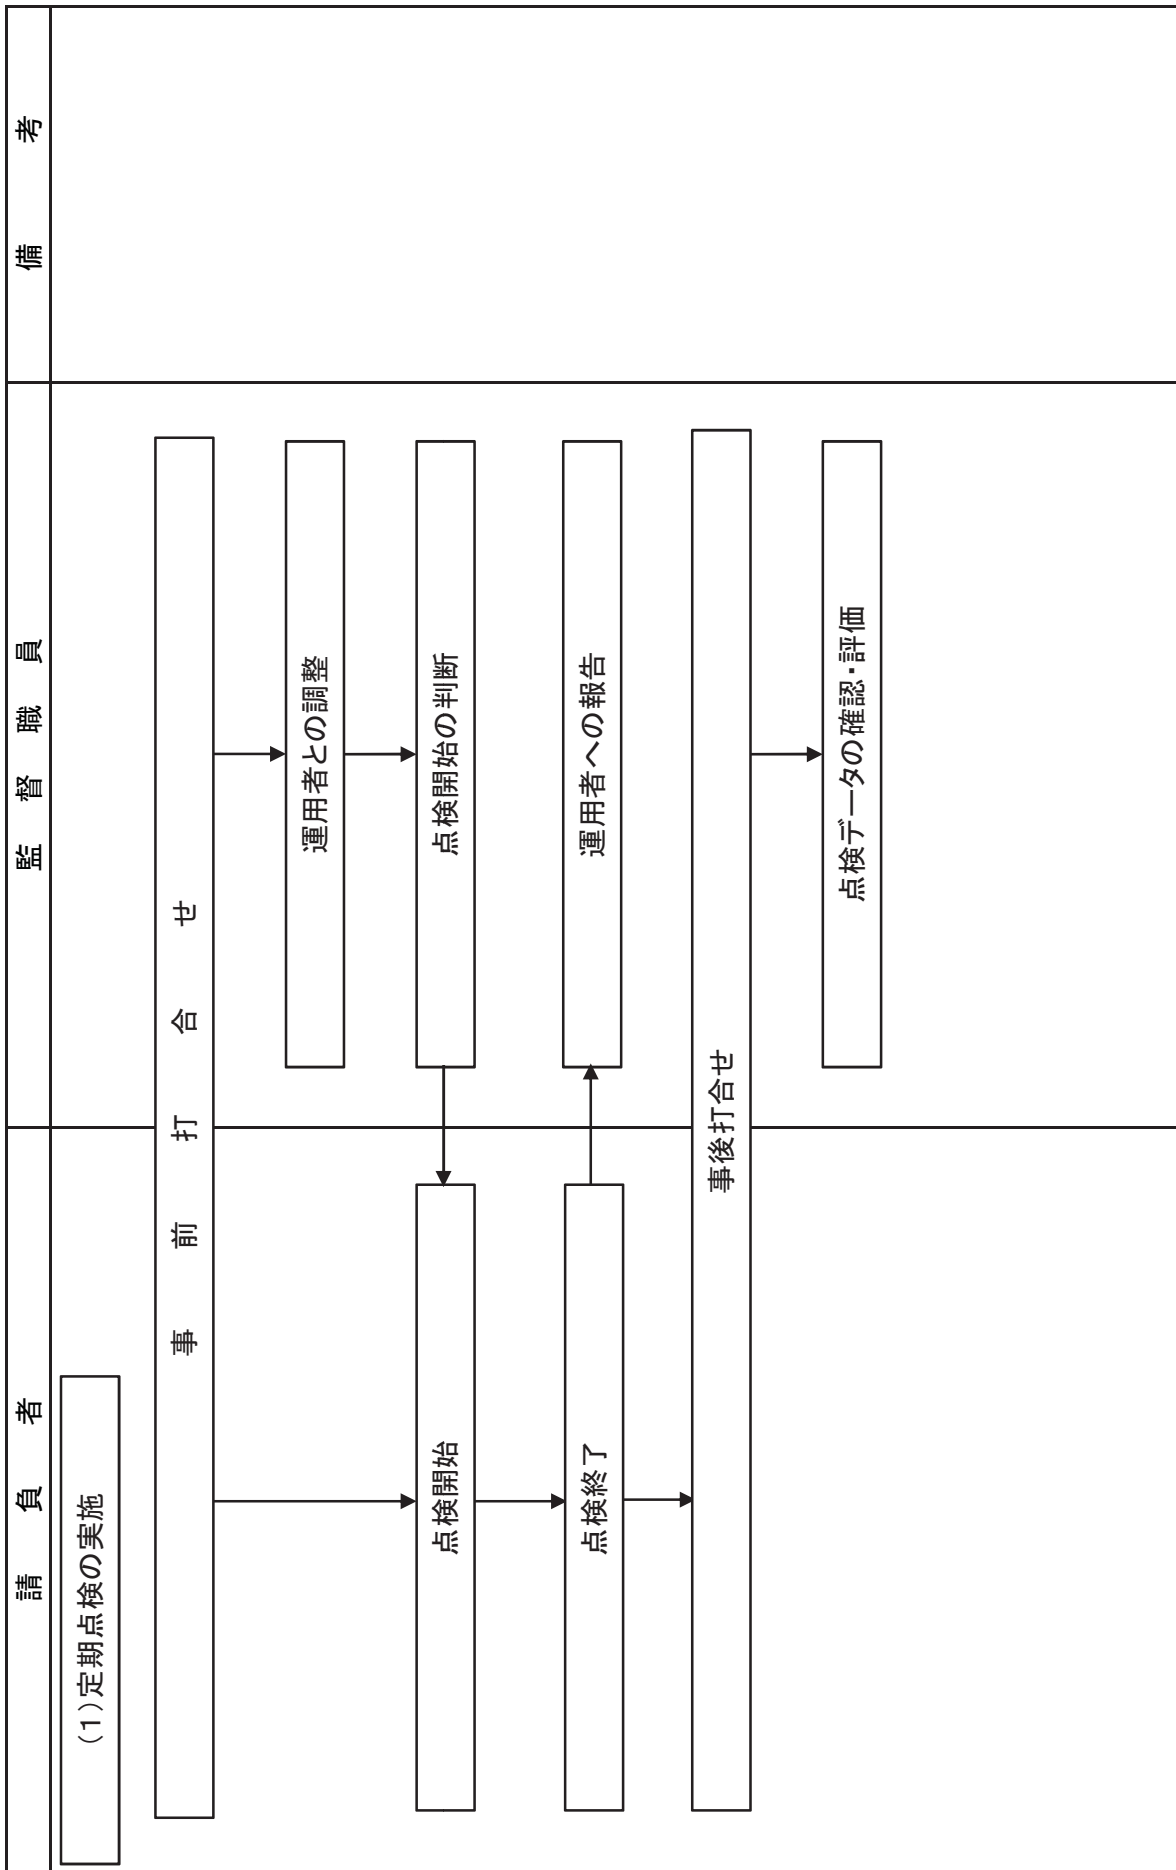 請負者
監督職員
備考
(1)定期点検の実施
事前打合せ
運用者との調整
点検開始
点検開始の判断
点検終了
運用者への報告
事後打合せ
点検データの確認・評価